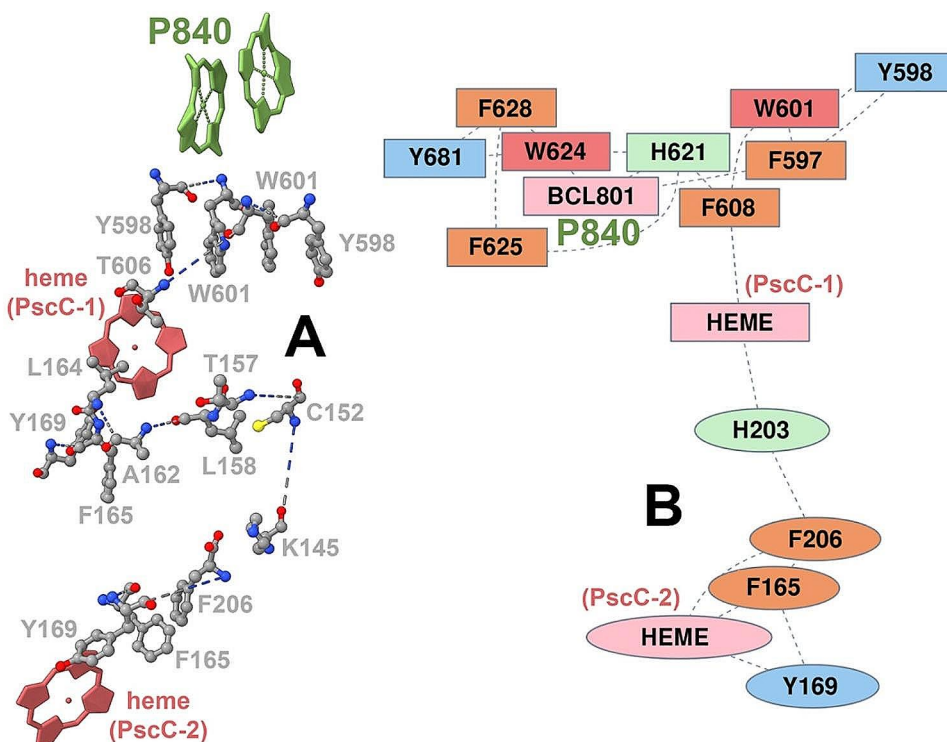 P840
W601
Y598
Y598
T606
W601
heme
(PscC-1)
A
L164
T157
C152
Y169
L158
A162
F165
K145
F206
Y169
F165
heme
(PscC-2)
Y598
F628
W601
Y681
W624
H621
F597
BCL801
F608
P840
F625
(PscC-1)
HEME
H203
B
F206
F165
(PscC-2)
HEME
Y169